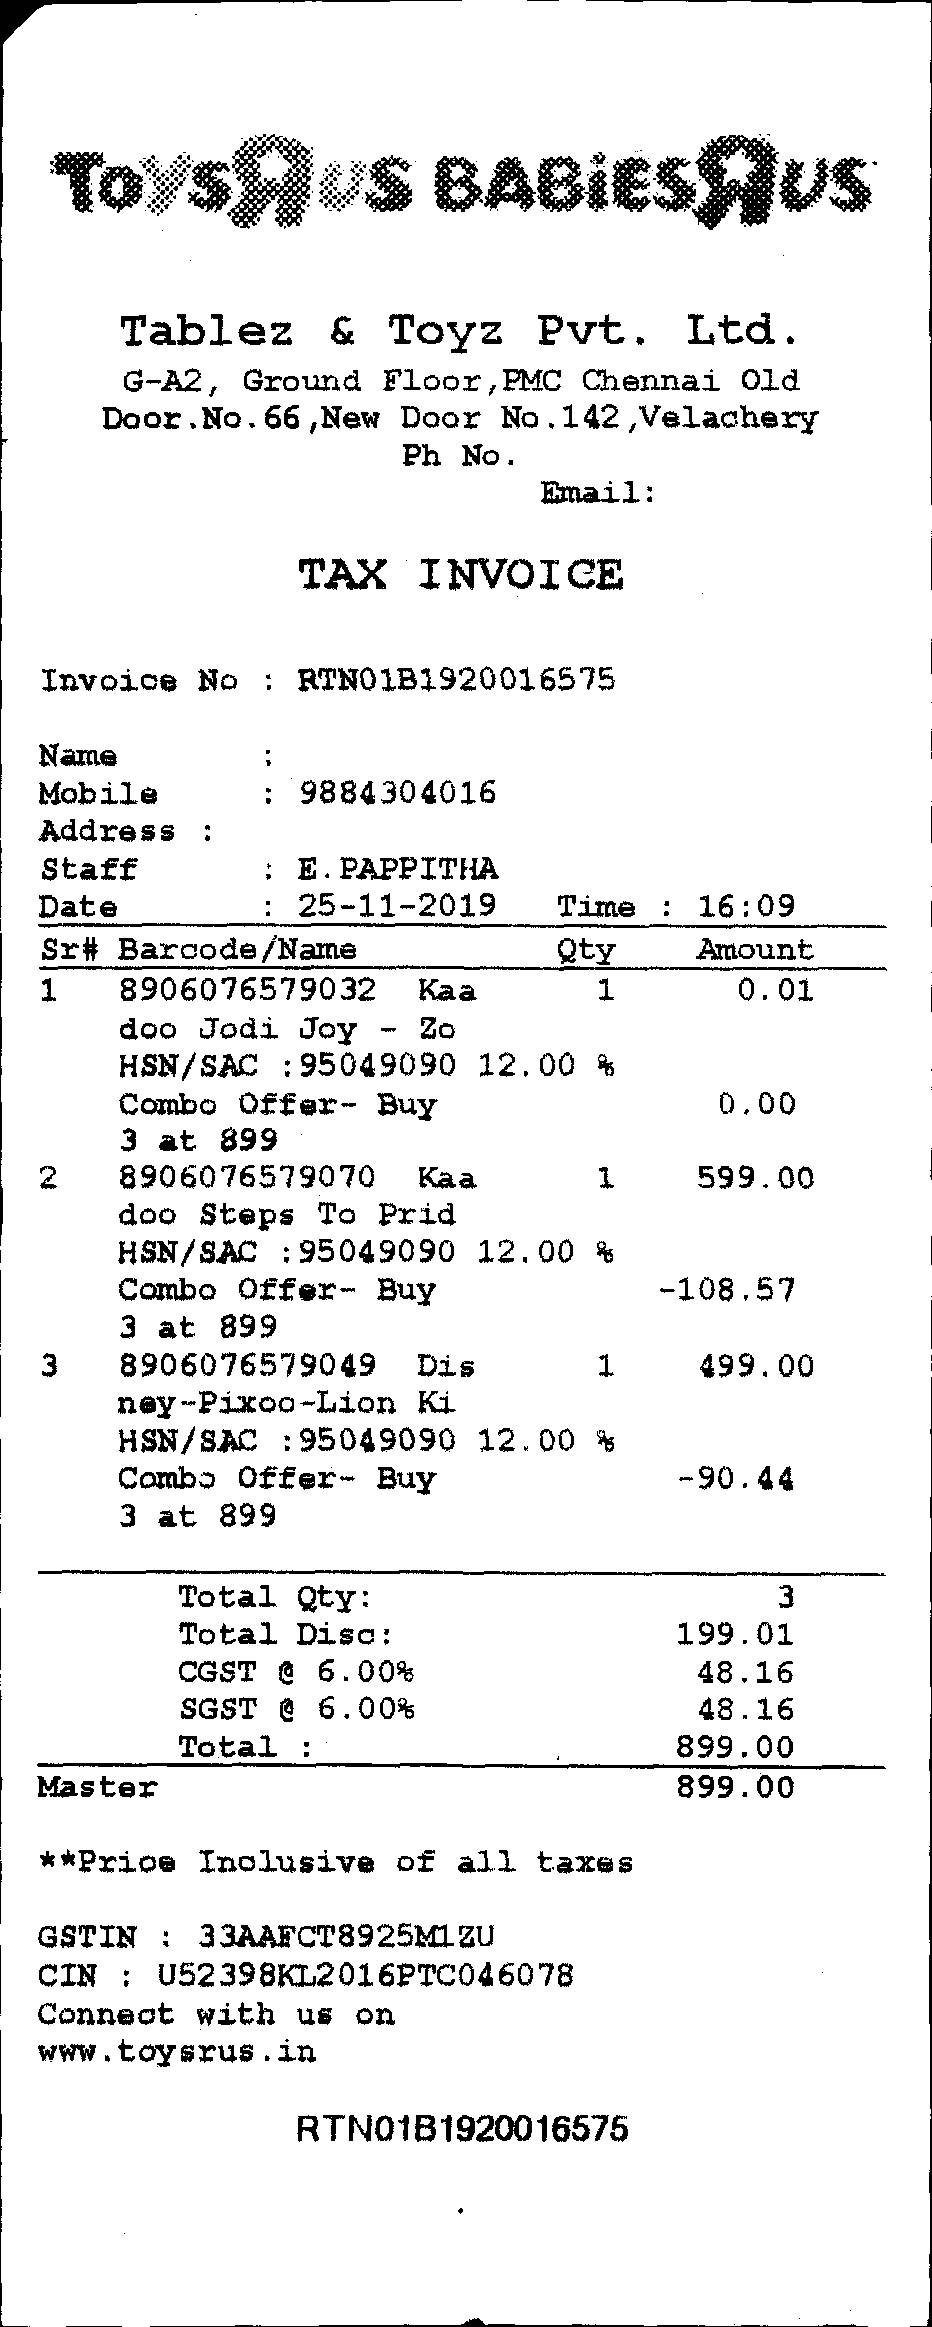 TOYSRUS BABIESRUS
Tablez & Toyz Pvt. Ltd.
G-A2, Ground Floor,PMC Chennai Old
Door.No.66,New Door No.142,Velachery
Ph No.
Email:
TAX INVOICE
Invoice No : RTN01B1920016575
Name :
Mobile : 9884304016
Address :
Staff : E.PAPPITHA
Date : 25-11-2019 Time : 16:09
Sr# Barcode/Name Qty Amount
1 8906076579032 Kaa 1 0.01
doo Jodi Joy - Zo
HSN/SAC :95049090 12.00 %
Combo Offer- Buy 0.00
3 at 899
2 8906076579070 Kaa 1 599.00
doo Steps To Prid
HSN/SAC :95049090 12.00 %
Combo Offer- Buy -108.57
3 at 899
3 8906076579049 Dis 1 499.00
ney-Pixoo-Lion Ki
HSN/SAC :95049090 12.00 %
Combo Offer- Buy -90.44
3 at 899
Total Qty: 3
Total Disc: 199.01
CGST @ 6.00% 48.16
SGST @ 6.00% 48.16
Total : 899.00
Master 899.00
**Price Inclusive of all taxes
GSTIN : 33AAFCT8925M1ZU
CIN : U52398KL2016PTC046078
Connect with us on
www.toysrus.in
RTN01B1920016575